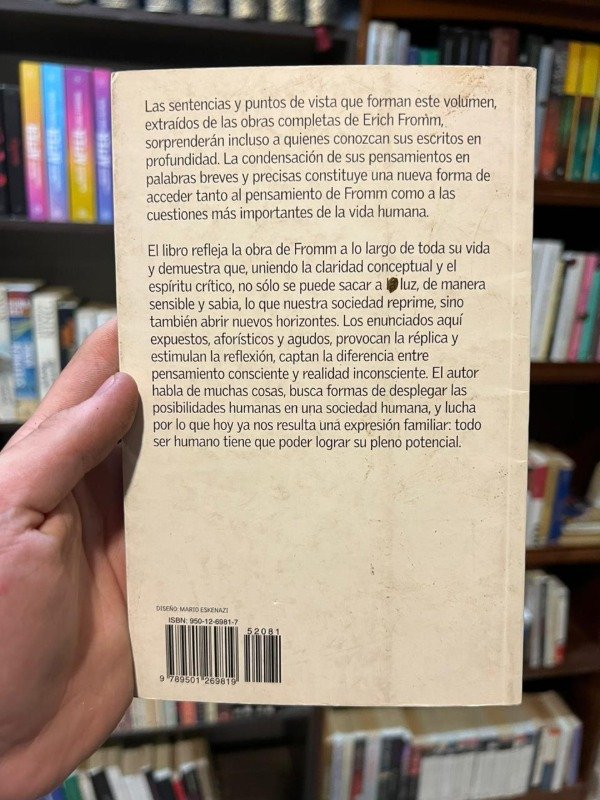 Las sentencias y puntos de vista que forman este volumen,
extraídos de las obras completas de Erich Fromm,
sorprenderán incluso a quienes conozcan sus escritos en
profundidad. La condensación de sus pensamientos en
palabras breves y precisas constituye una nueva forma de
acceder tanto al pensamiento de Fromm como a las
cuestiones más importantes de la vida humana.
El libro refleja la obra de Fromm a lo largo de toda su vida
y demuestra que, uniendo la claridad conceptual y el
espíritu crítico, no sólo se puede sacar a luz, de manera
sensible y sabia, lo que nuestra sociedad reprime, sino
también abrir nuevos horizontes. Los enunciados aquí
expuestos, aforísticos y agudos, provocan la réplica y
estimulan la reflexión, captan la diferencia entre
pensamiento consciente y realidad inconsciente. El autor
habla de muchas cosas, busca formas de desplegar las
posibilidades humanas en una sociedad humana, y lucha
por lo que hoy ya nos resulta una expresión familiar: todo
ser humano tiene que poder lograr su pleno potencial.
DISEÑO: MARIO ESKENAZI
ISBN: 950-12-6981-7
52081
9 789501 269819